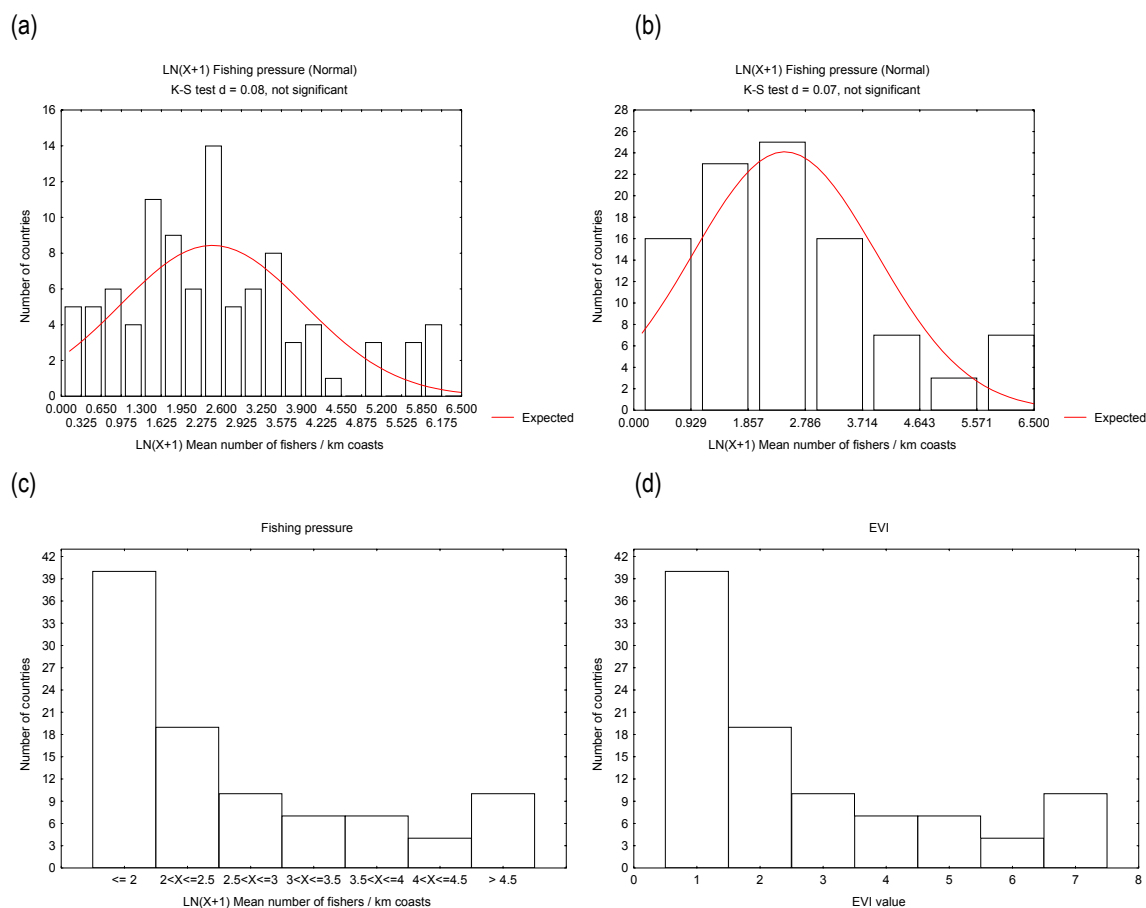 (a)
LN(X+1) Fishing pressure (Normal)
K-S test d = 0.08, not significant
16
14
12
10
8
6
4
2
0
Number of countries
0.000 0.650 1.300 1.950 2.600 3.250 3.900 4.550 5.200 5.850 6.500
0.325 0.975 1.625 2.275 2.925 3.575 4.225 4.875 5.525 6.175
Expected
LN(X+1) Mean number of fishers / km coasts
(b)
LN(X+1) Fishing pressure (Normal)
K-S test d = 0.07, not significant
28
26
24
22
20
18
16
14
12
10
8
6
4
2
0
Number of countries
0.000 0.929 1.857 2.786 3.714 4.643 5.571 6.500
Expected
LN(X+1) Mean number of fishers / km coasts
(c)
Fishing pressure
42
39
36
33
30
27
24
21
18
15
12
9
6
3
0
Number of countries
<= 2 2<X<=2.5 2.5<X<=3 3<X<=3.5 3.5<X<=4 4<X<=4.5 > 4.5
LN(X+1) Mean number of fishers / km coasts
(d)
EVI
42
39
36
33
30
27
24
21
18
15
12
9
6
3
0
Number of countries
0 1 2 3 4 5 6 7 8
EVI value